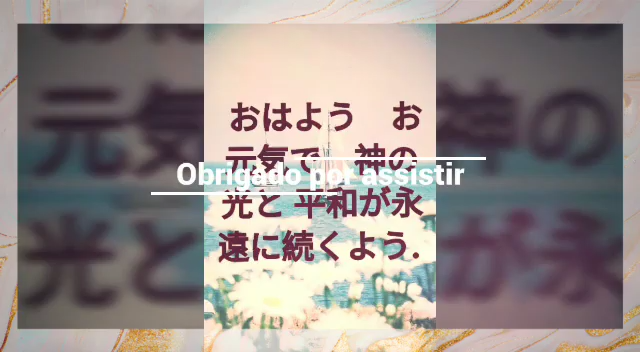 おはよう　お
元気で　神の
Obrigado por assistir
光と 平和が永
遠に続くよう.